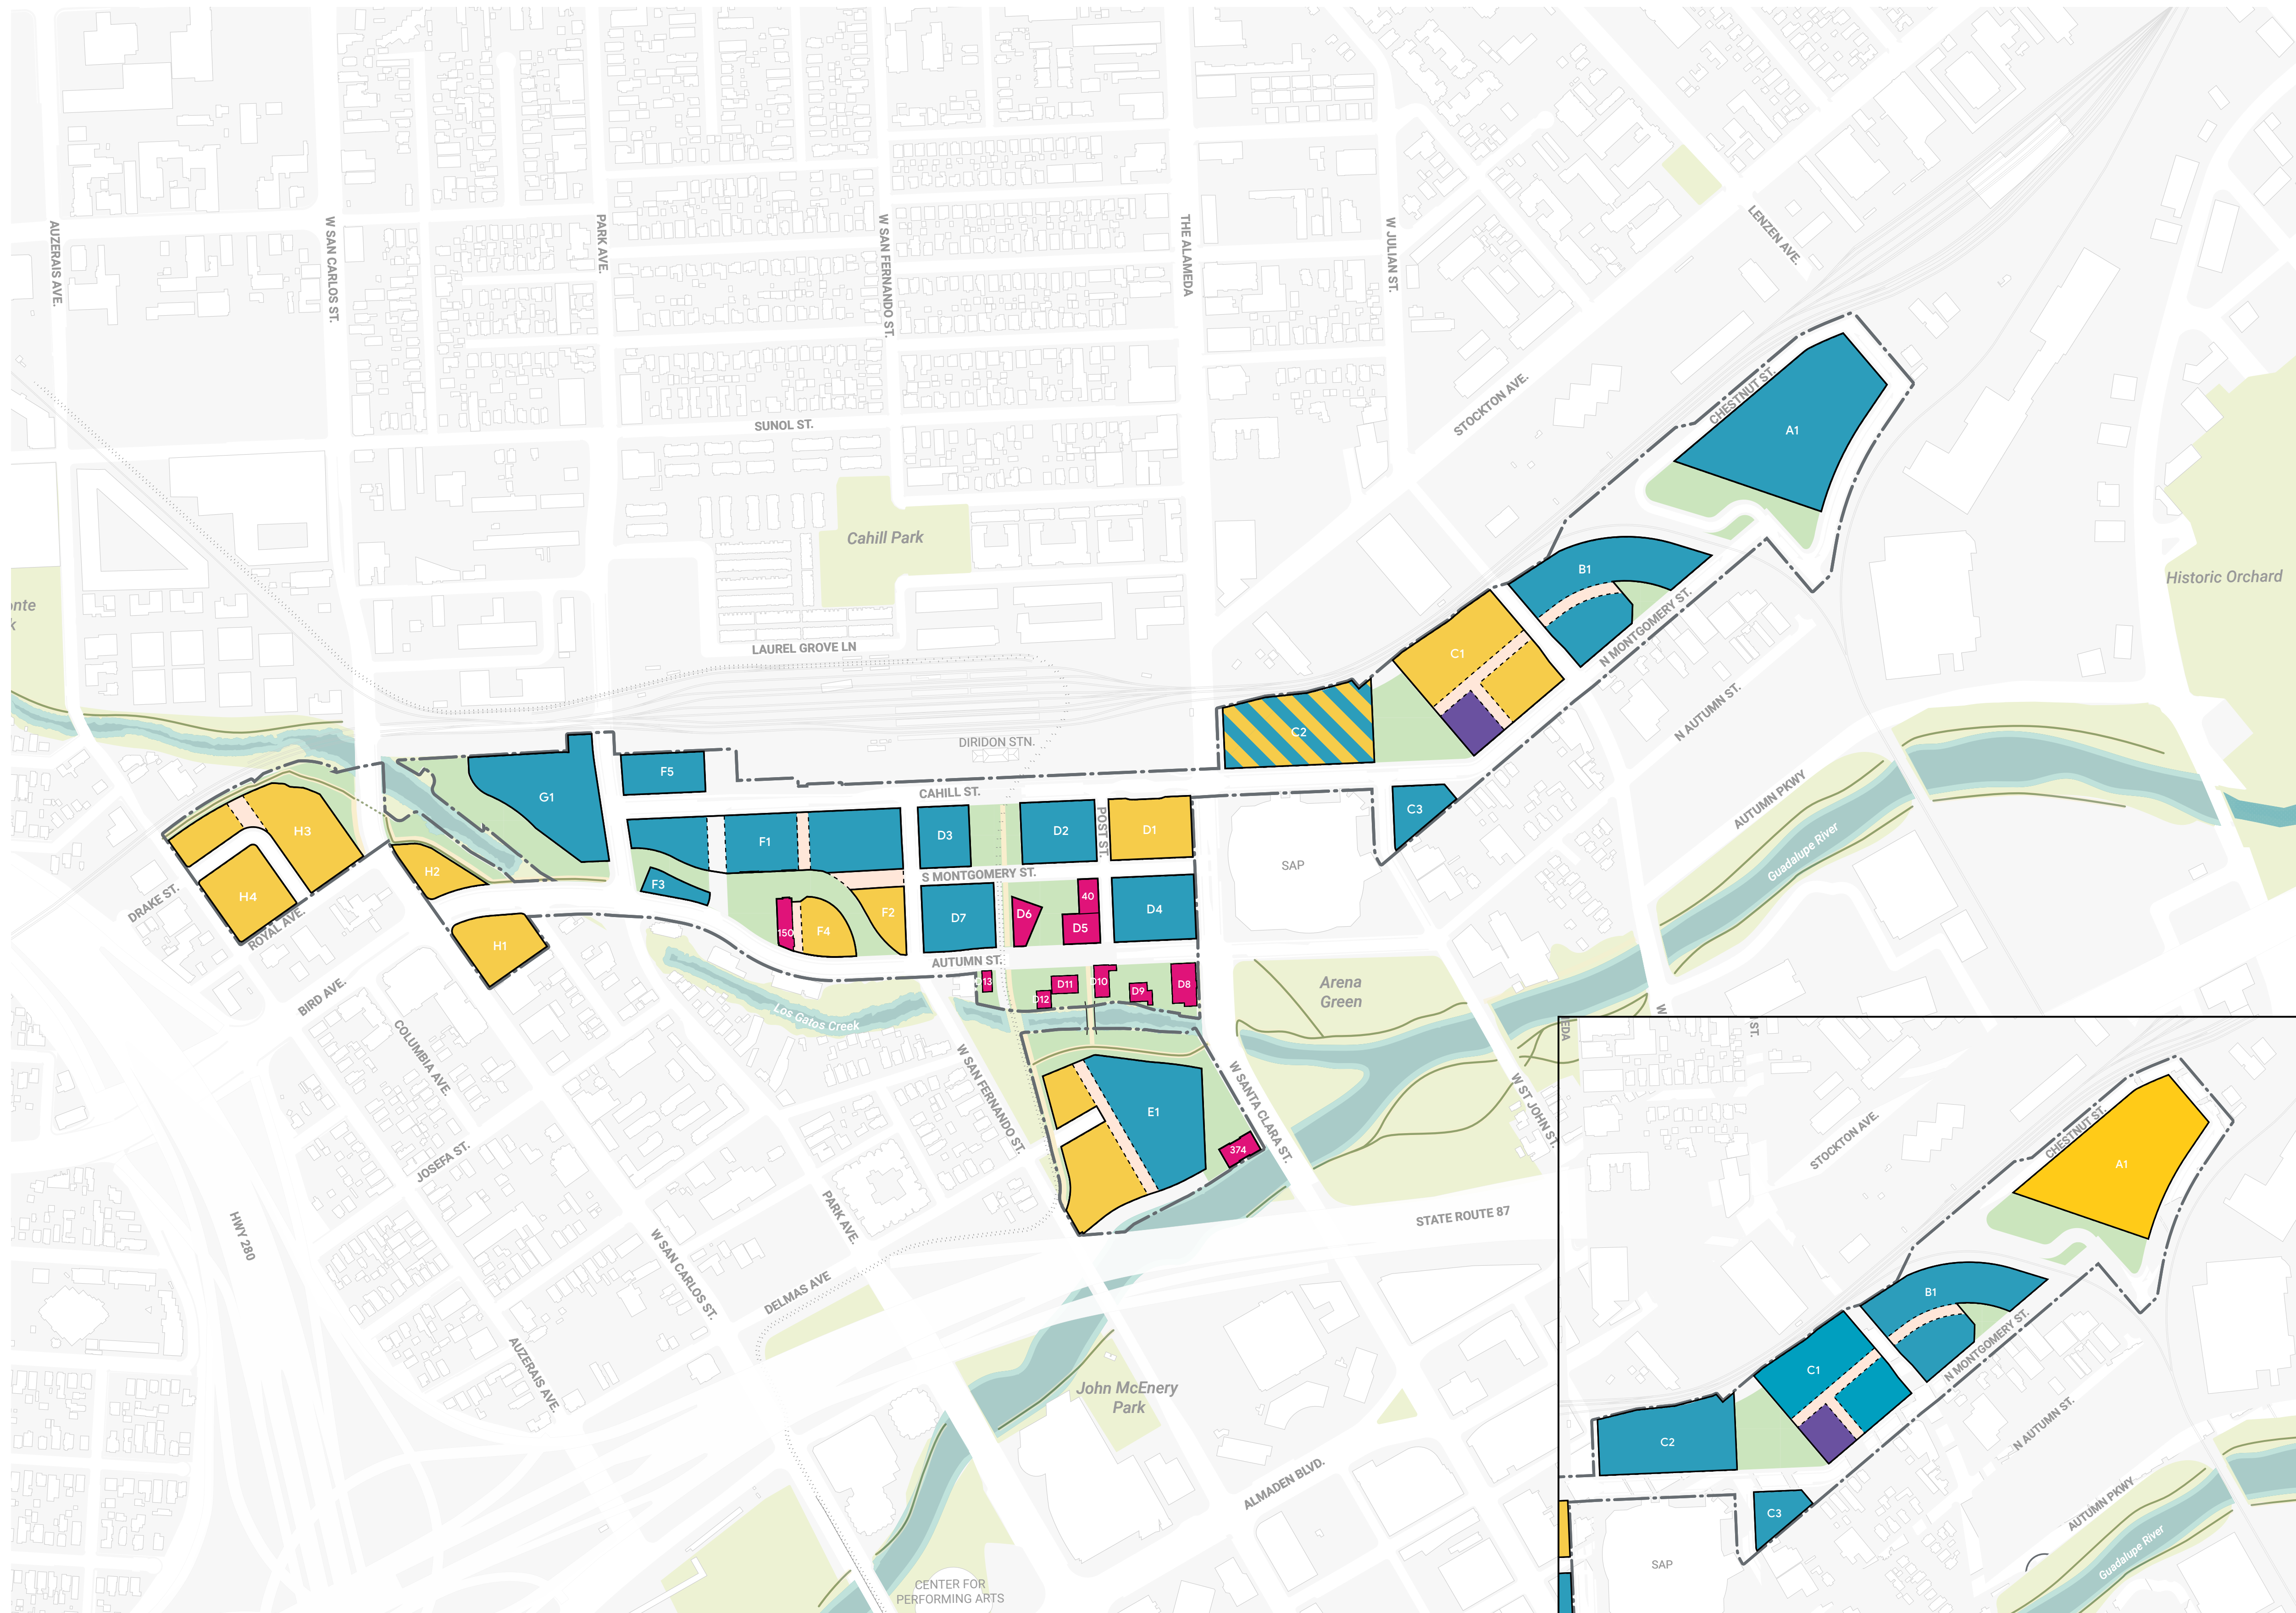 AUZERAIS AVE.
W SAN CARLOS ST.
PARK AVE.
W SAN FERNANDO ST.
THE ALAMEDA
W JULIAN ST.
LENZEN AVE.
STOCKTON AVE.
CHESTNUT ST.
A1
SUNOL ST.
Cahill Park
Historic Orchard
B1
N MONTGOMERY ST.
LAUREL GROVE LN
C1
N AUTUMN ST.
C2
DIRIDON STN.
F5
G1
CAHILL ST.
C3
AUTUMN PKWY
Guadalupe River
H3
F1
D3
D2
POST ST.
D1
SAP
H2
F3
S MONTGOMERY ST.
H4
DRAKE ST.
ROYAL AVE.
F2
D7
D6
40
D5
D4
150
F4
H1
AUTUMN ST.
BIRD AVE.
13
D12
D11
D10
D9
D8
Arena
Green
Los Gatos Creek
COLUMBIA AVE.
W SAN FERNANDO ST.
E1
W SANTA CLARA ST.
W ST JOHN ST.
374
JOSEFA ST.
PARK AVE.
HWY 280
W SAN CARLOS ST.
STATE ROUTE 87
DELMAS AVE
AUZERAIS AVE.
John McEnery
Park
ALMADEN BLVD.
CENTER FOR
PERFORMING ARTS
onte
k
W
EDA
ST.
STOCKTON AVE.
CHESTNUT ST.
A1
B1
N MONTGOMERY ST.
C1
C2
N AUTUMN ST.
C3
SAP
AUTUMN PKWY
Guadalupe River